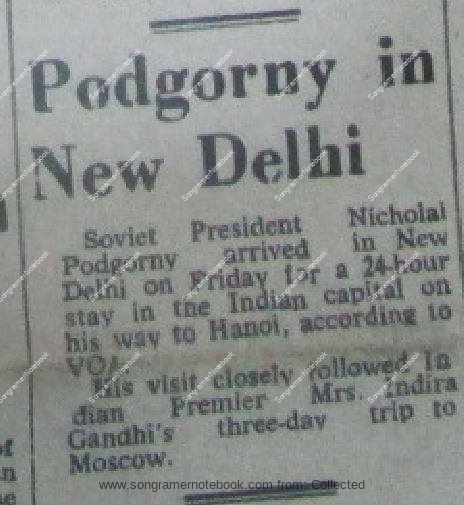 Podgorny in
New Delhi
Soviet President Nicholai
Podgorny arrived in New
Delhi on Friday for a 24-hour
stay in the Indian capital on
his way to Hanoi, according to
VOA.
His visit closely followed In
dian Premier Mrs. Indira
Gandhi's three-day trip to
Moscow.
of
www.songramernotebook.com from: Collected